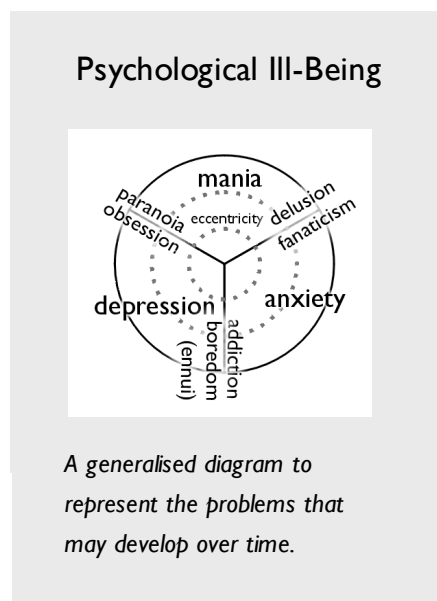 Psychological Ill-Being
mania
eccentricity
paranoia
obsession
delusion
fanaticism
depression
anxiety
addiction
boredom
(ennui)
A generalised diagram to
represent the problems that
may develop over time.